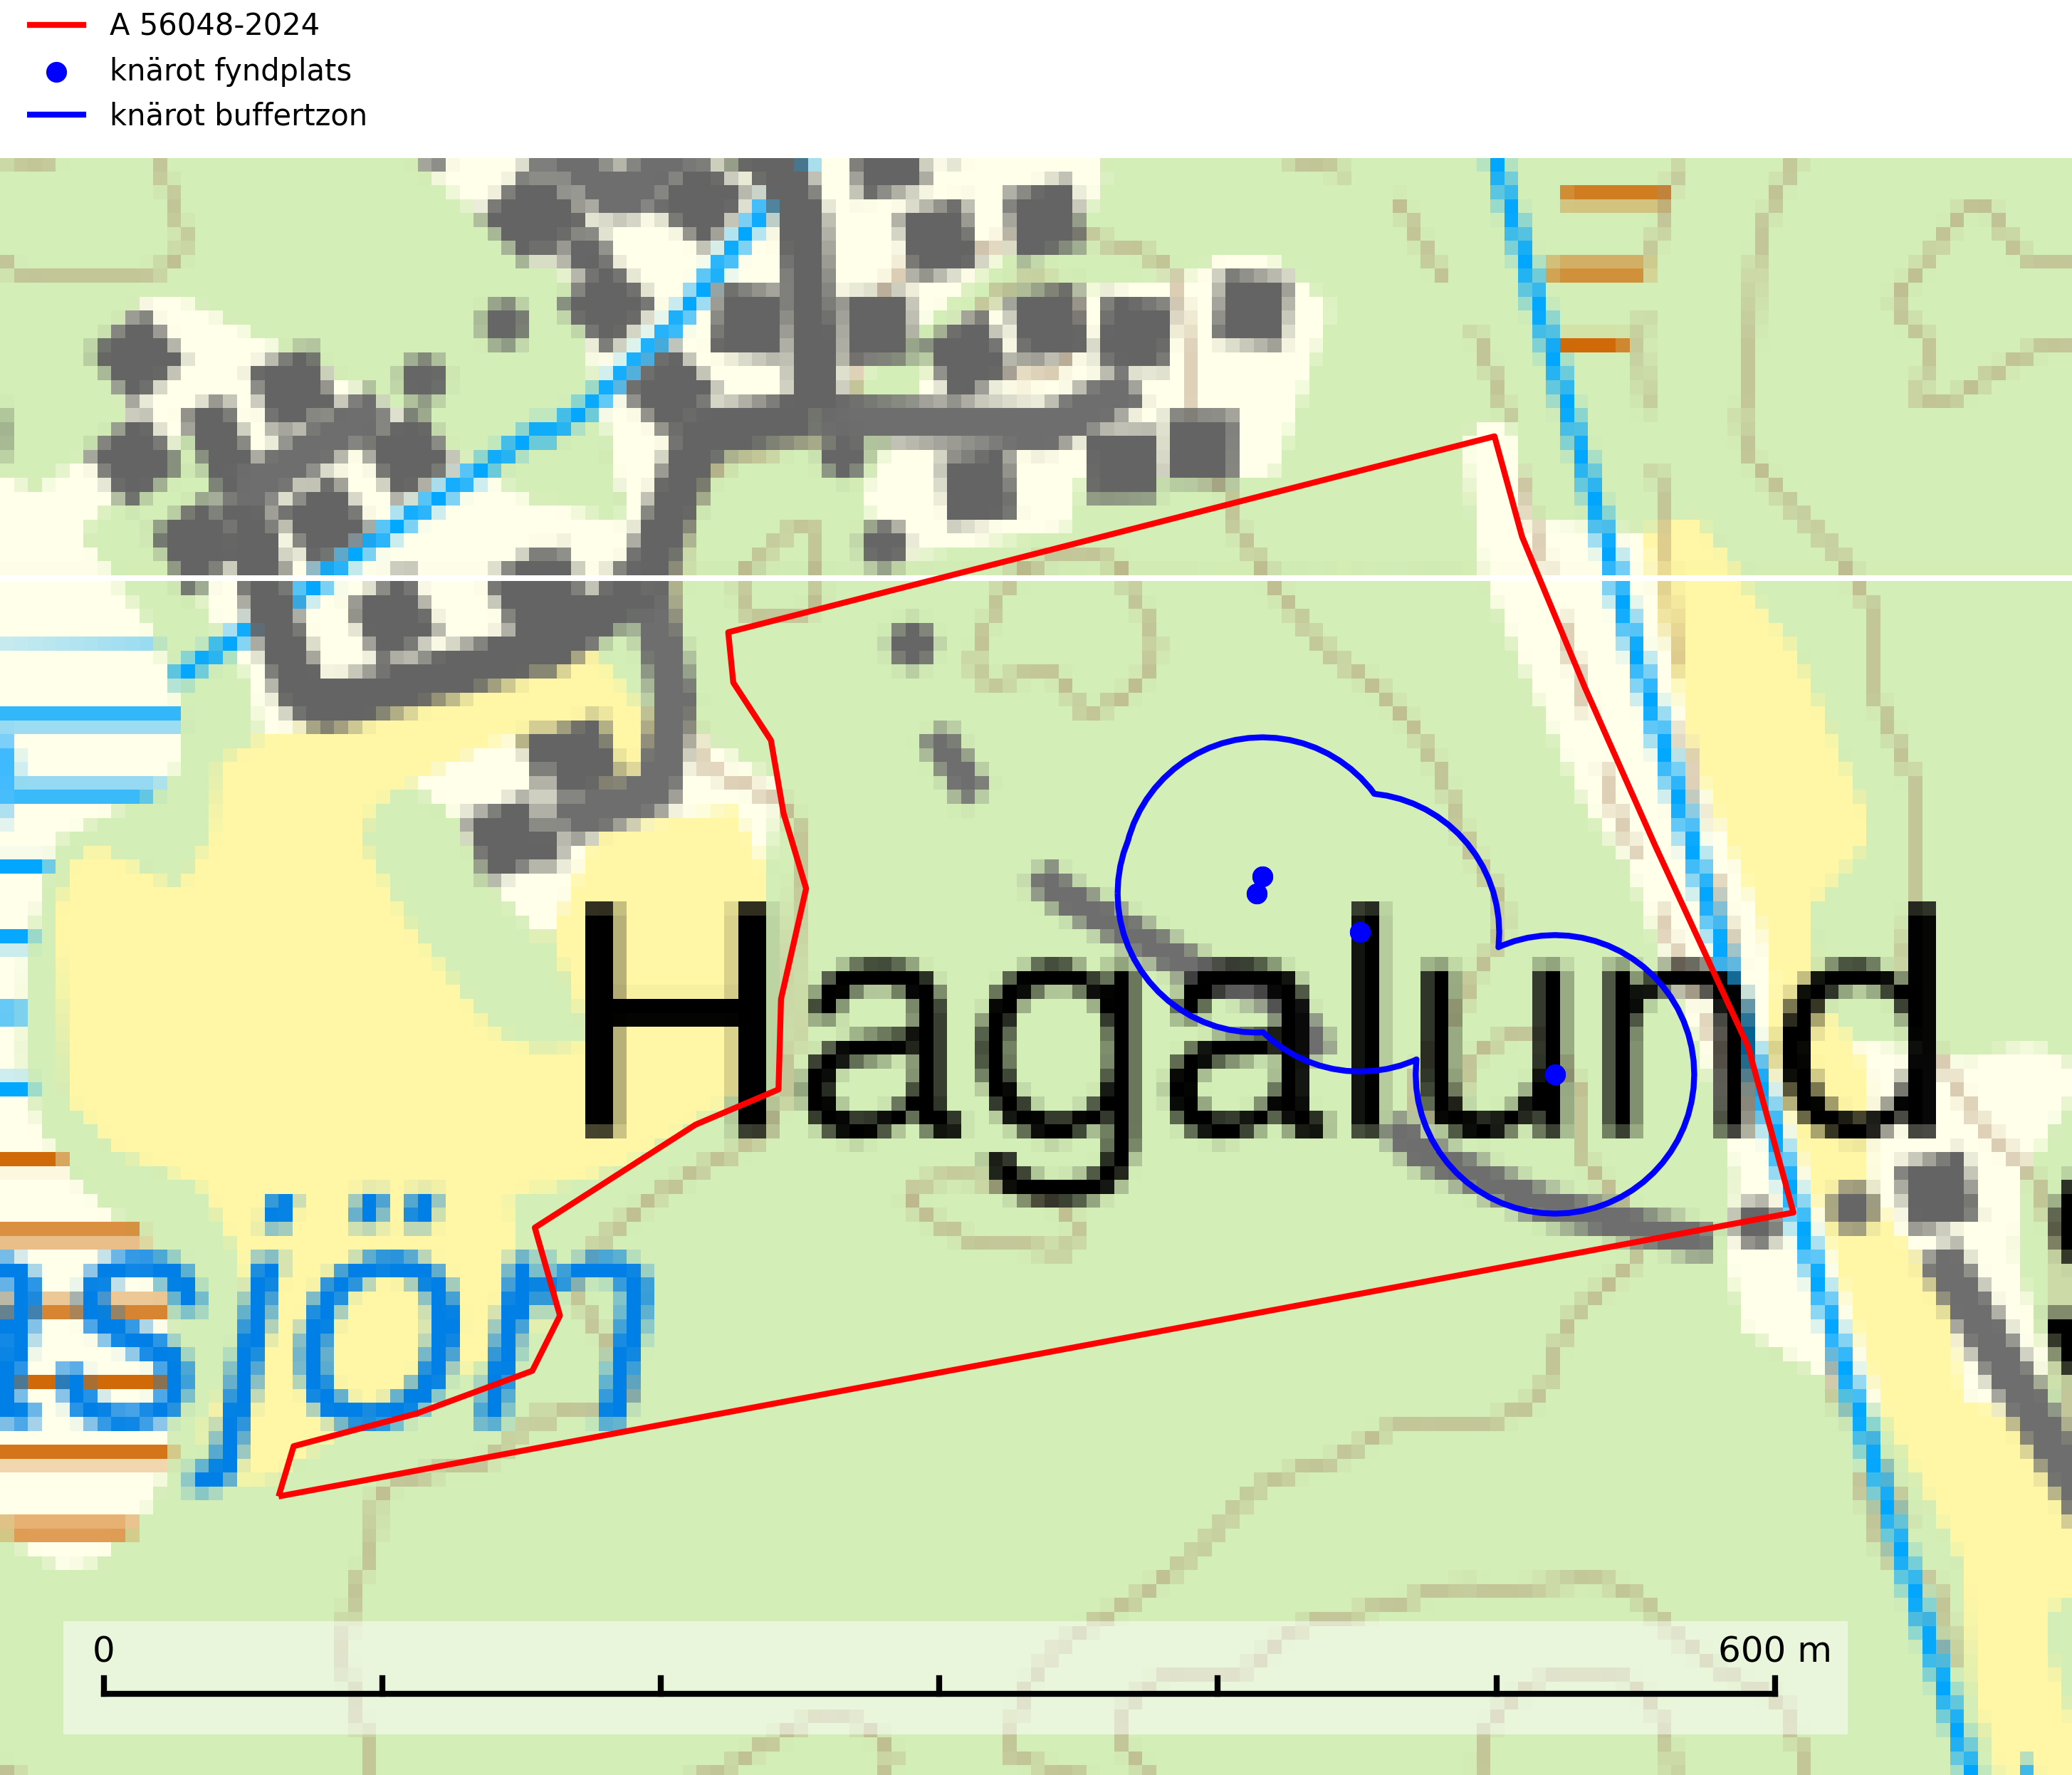 A 56048-2024
knärot fyndplats
knärot buffertzon
Hagalund
sjön
0 600 m